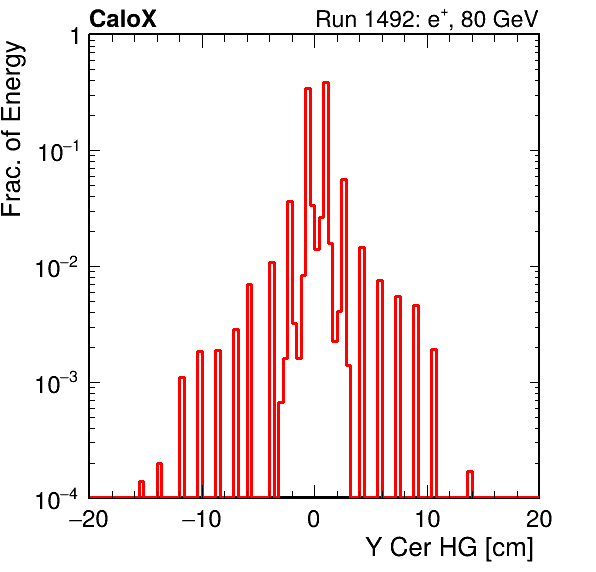 CaloX Run 1492: e⁺, 80 GeV
Frac. of Energy
1
10⁻¹
10⁻²
10⁻³
10⁻⁴
−20 −10 0 10 20
Y Cer HG [cm]